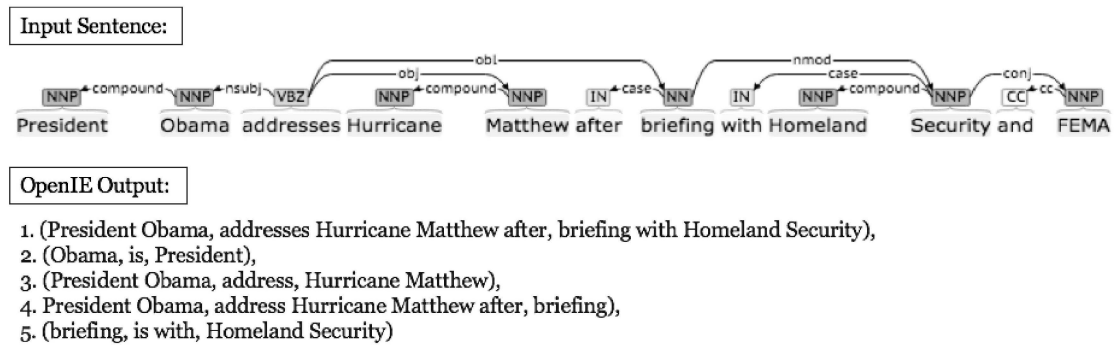 Input Sentence:
obl
nmod
obj
case
compound
nsubj
compound
case
compound
conj
cc
NNP NNP VBZ NNP NNP IN NN IN NNP NNP CC NNP
President Obama addresses Hurricane Matthew after briefing with Homeland Security and FEMA
OpenIE Output:
1. (President Obama, addresses Hurricane Matthew after, briefing with Homeland Security),
2. (Obama, is, President),
3. (President Obama, address, Hurricane Matthew),
4. President Obama, address Hurricane Matthew after, briefing),
5. (briefing, is with, Homeland Security)